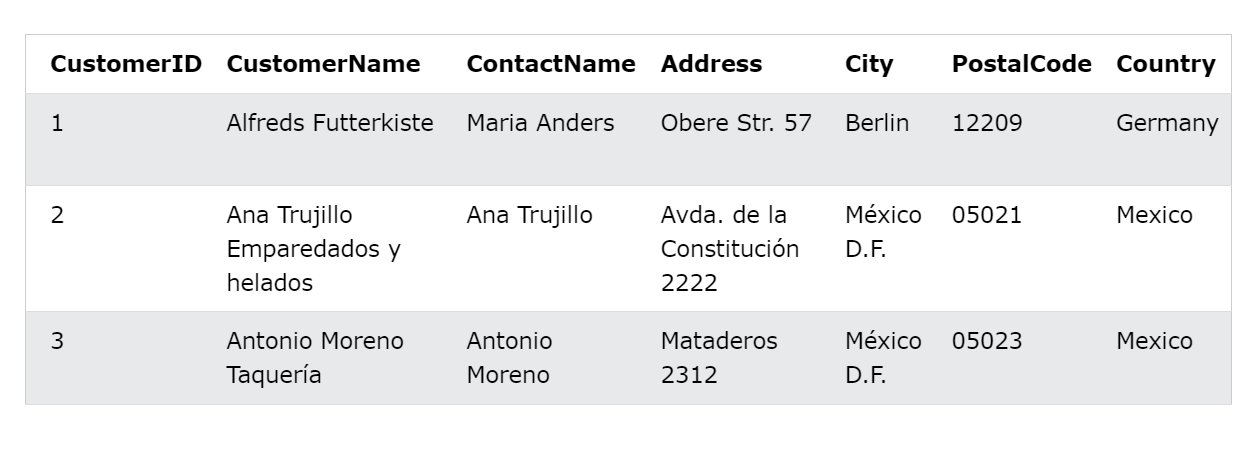 CustomerID CustomerName ContactName Address City PostalCode Country
1 Alfreds Futterkiste Maria Anders Obere Str. 57 Berlin 12209 Germany
2 Ana Trujillo Ana Trujillo Avda. de la México 05021 Mexico
Emparedados y Constitución D.F.
helados 2222
3 Antonio Moreno Antonio Mataderos México 05023 Mexico
Taquería Moreno 2312 D.F.